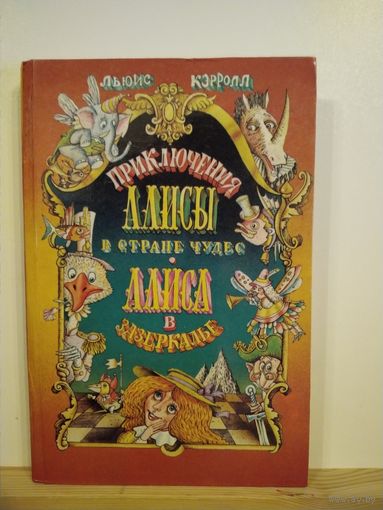 ЛЬЮИС КЭРРОЛЛ
ПРИКЛЮЧЕНИЯ
АЛИСЫ
В СТРАНЕ ЧУДЕС
•
АЛИСА
В
ЗАЗЕРКАЛЬЕ